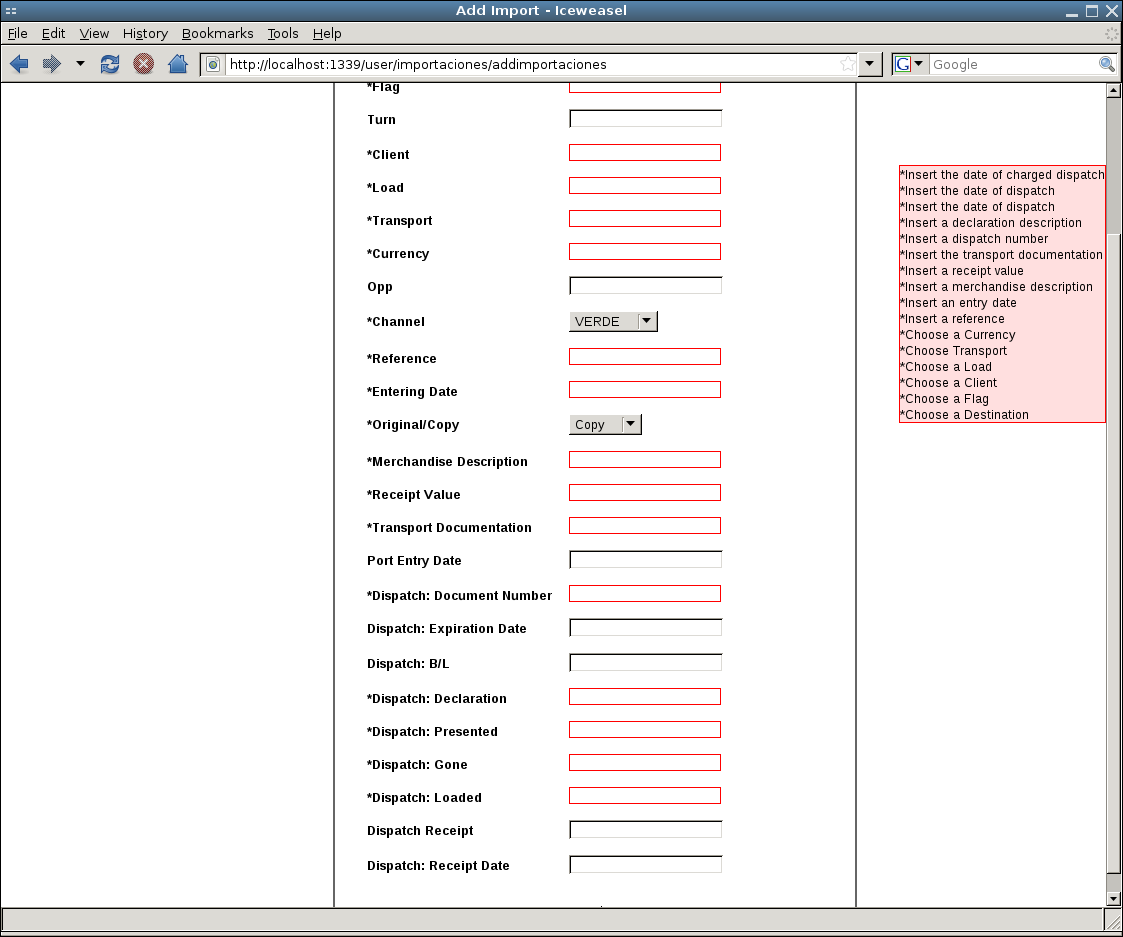 Add Import - Iceweasel
File Edit View History Bookmarks Tools Help
http://localhost:1339/user/importaciones/addimportaciones
G Google
*Flag
Turn
*Client
*Load
*Transport
*Currency
Opp
*Channel VERDE
*Reference
*Entering Date
*Original/Copy Copy
*Merchandise Description
*Receipt Value
*Transport Documentation
Port Entry Date
*Dispatch: Document Number
Dispatch: Expiration Date
Dispatch: B/L
*Dispatch: Declaration
*Dispatch: Presented
*Dispatch: Gone
*Dispatch: Loaded
Dispatch Receipt
Dispatch: Receipt Date
*Insert the date of charged dispatch
*Insert the date of dispatch
*Insert the date of dispatch
*Insert a declaration description
*Insert a dispatch number
*Insert the transport documentation
*Insert a receipt value
*Insert a merchandise description
*Insert an entry date
*Insert a reference
*Choose a Currency
*Choose Transport
*Choose a Load
*Choose a Client
*Choose a Flag
*Choose a Destination